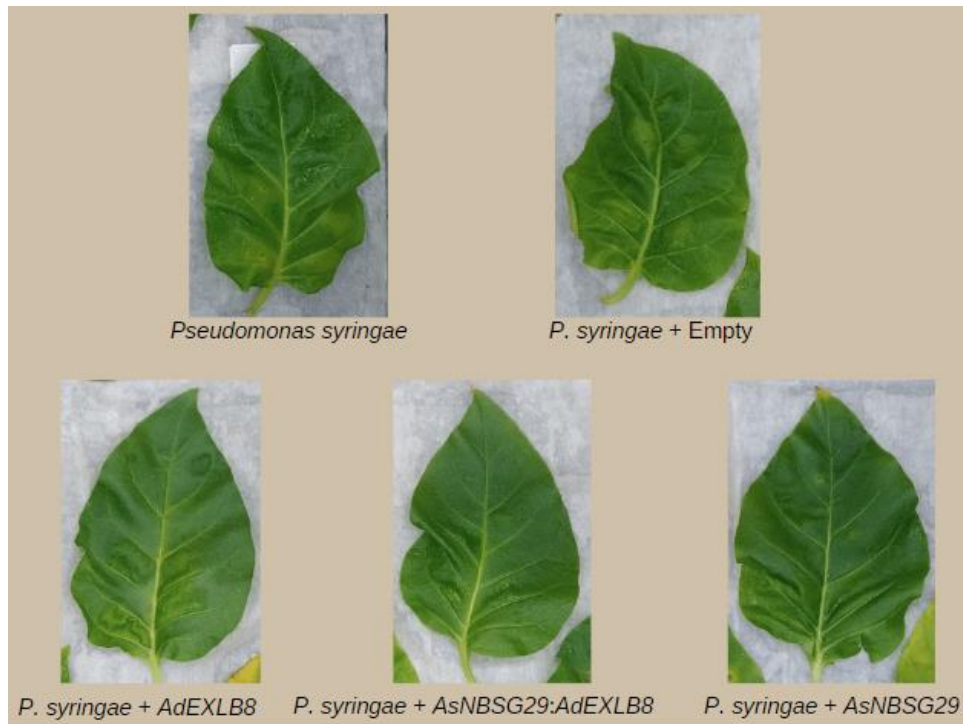 Pseudomonas syringae
P. syringae + Empty
P. syringae + AdEXLB8
P. syringae + AsNBSG29:AdEXLB8
P. syringae + AsNBSG29